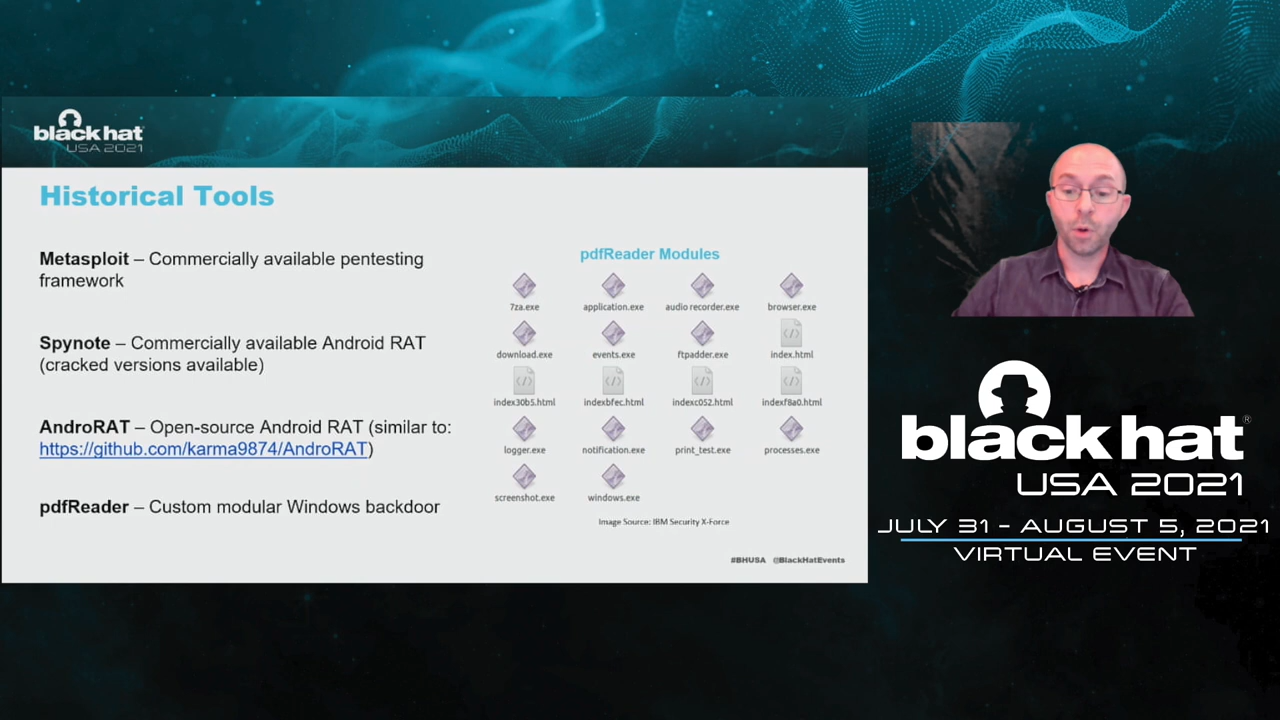 black hat
USA 2021
Historical Tools
Metasploit – Commercially available pentesting
framework
Spynote – Commercially available Android RAT
(cracked versions available)
AndroRAT – Open-source Android RAT (similar to:
https://github.com/karma9874/AndroRAT)
pdfReader – Custom modular Windows backdoor
pdfReader Modules
7za.exe application.exe audio recorder.exe browser.exe
download.exe events.exe ftpadder.exe index.html
index30b5.html indexbfec.html indexc052.html indexf8a0.html
logger.exe notification.exe print_test.exe processes.exe
screenshot.exe windows.exe
Image Source: IBM Security X-Force
#BHUSA @BlackHatEvents
black hat®
USA 2021
JULY 31 - AUGUST 5, 2021
VIRTUAL EVENT